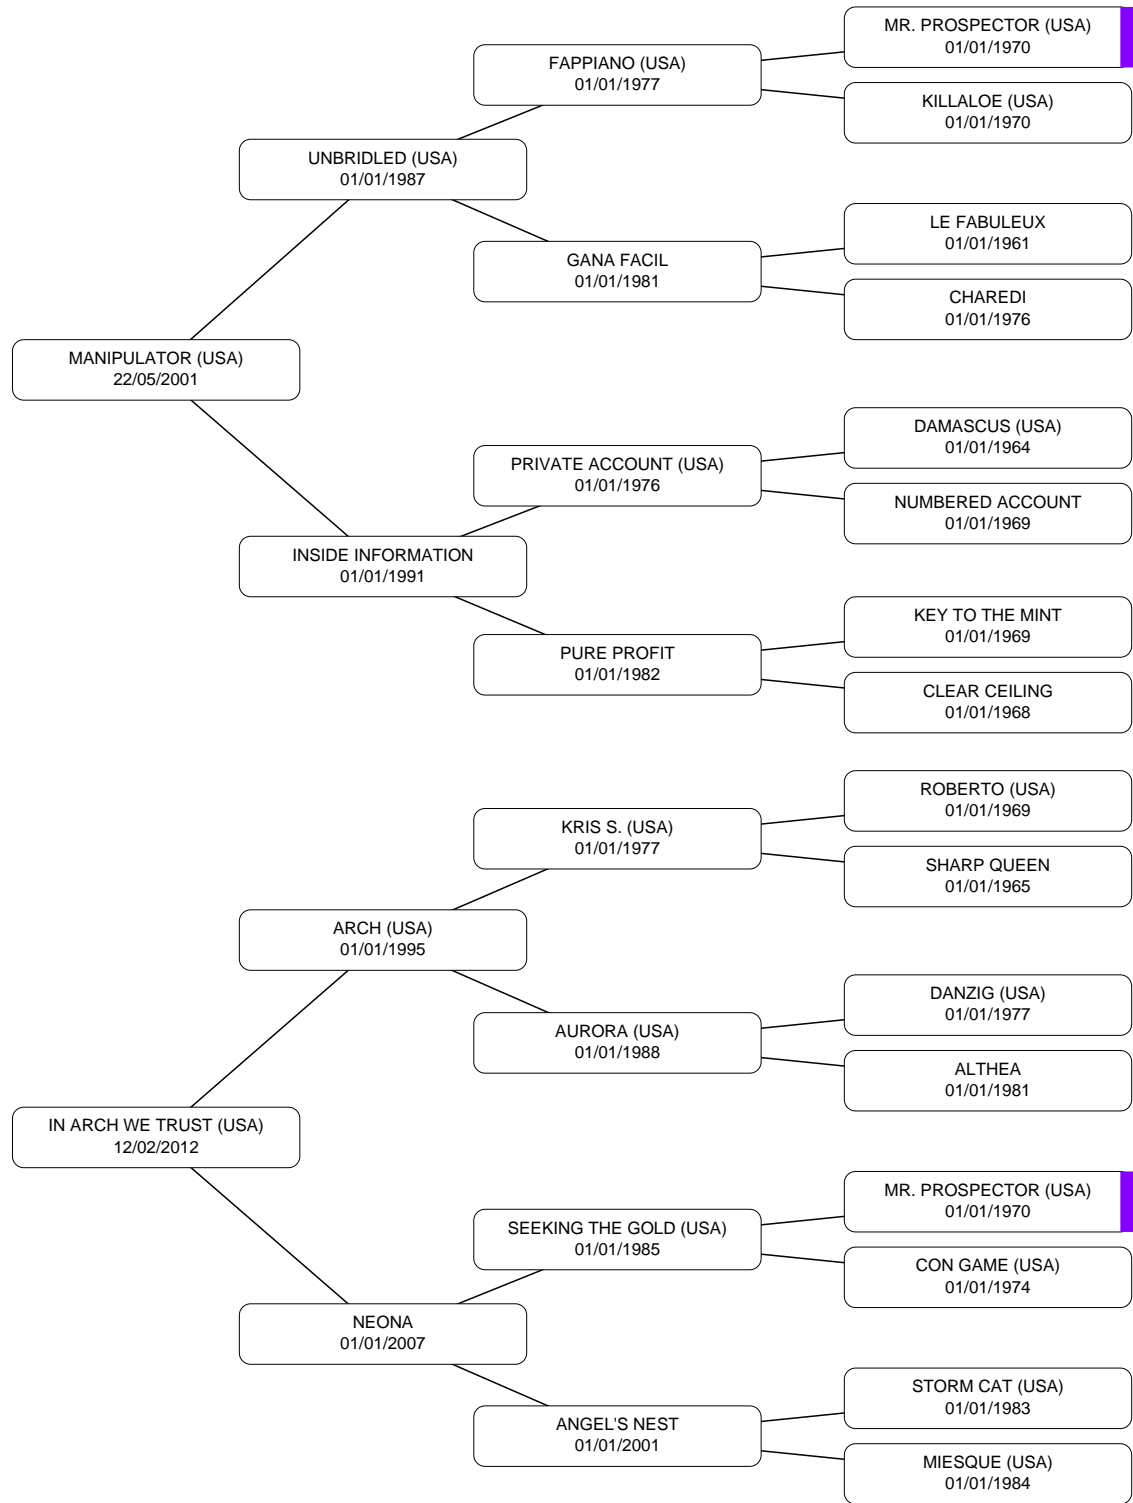 MR. PROSPECTOR (USA)
01/01/1970
FAPPIANO (USA)
01/01/1977
KILLALOE (USA)
01/01/1970
UNBRIDLED (USA)
01/01/1987
LE FABULEUX
01/01/1961
GANA FACIL
01/01/1981
CHAREDI
01/01/1976
MANIPULATOR (USA)
22/05/2001
DAMASCUS (USA)
01/01/1964
PRIVATE ACCOUNT (USA)
01/01/1976
NUMBERED ACCOUNT
01/01/1969
INSIDE INFORMATION
01/01/1991
KEY TO THE MINT
01/01/1969
PURE PROFIT
01/01/1982
CLEAR CEILING
01/01/1968
ROBERTO (USA)
01/01/1969
KRIS S. (USA)
01/01/1977
SHARP QUEEN
01/01/1965
ARCH (USA)
01/01/1995
DANZIG (USA)
01/01/1977
AURORA (USA)
01/01/1988
ALTHEA
01/01/1981
IN ARCH WE TRUST (USA)
12/02/2012
MR. PROSPECTOR (USA)
01/01/1970
SEEKING THE GOLD (USA)
01/01/1985
CON GAME (USA)
01/01/1974
NEONA
01/01/2007
STORM CAT (USA)
01/01/1983
ANGEL'S NEST
01/01/2001
MIESQUE (USA)
01/01/1984